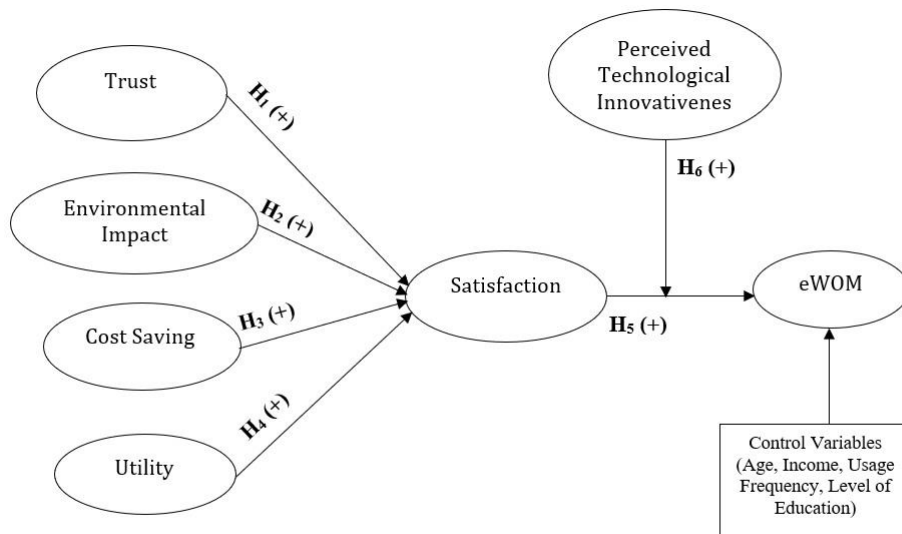 Trust
H1 (+)
Environmental
Impact
H2 (+)
Cost Saving
H3 (+)
Utility
H4 (+)
Satisfaction
H5 (+)
Perceived
Technological
Innovativenes
H6 (+)
eWOM
Control Variables
(Age, Income, Usage
Frequency, Level of
Education)